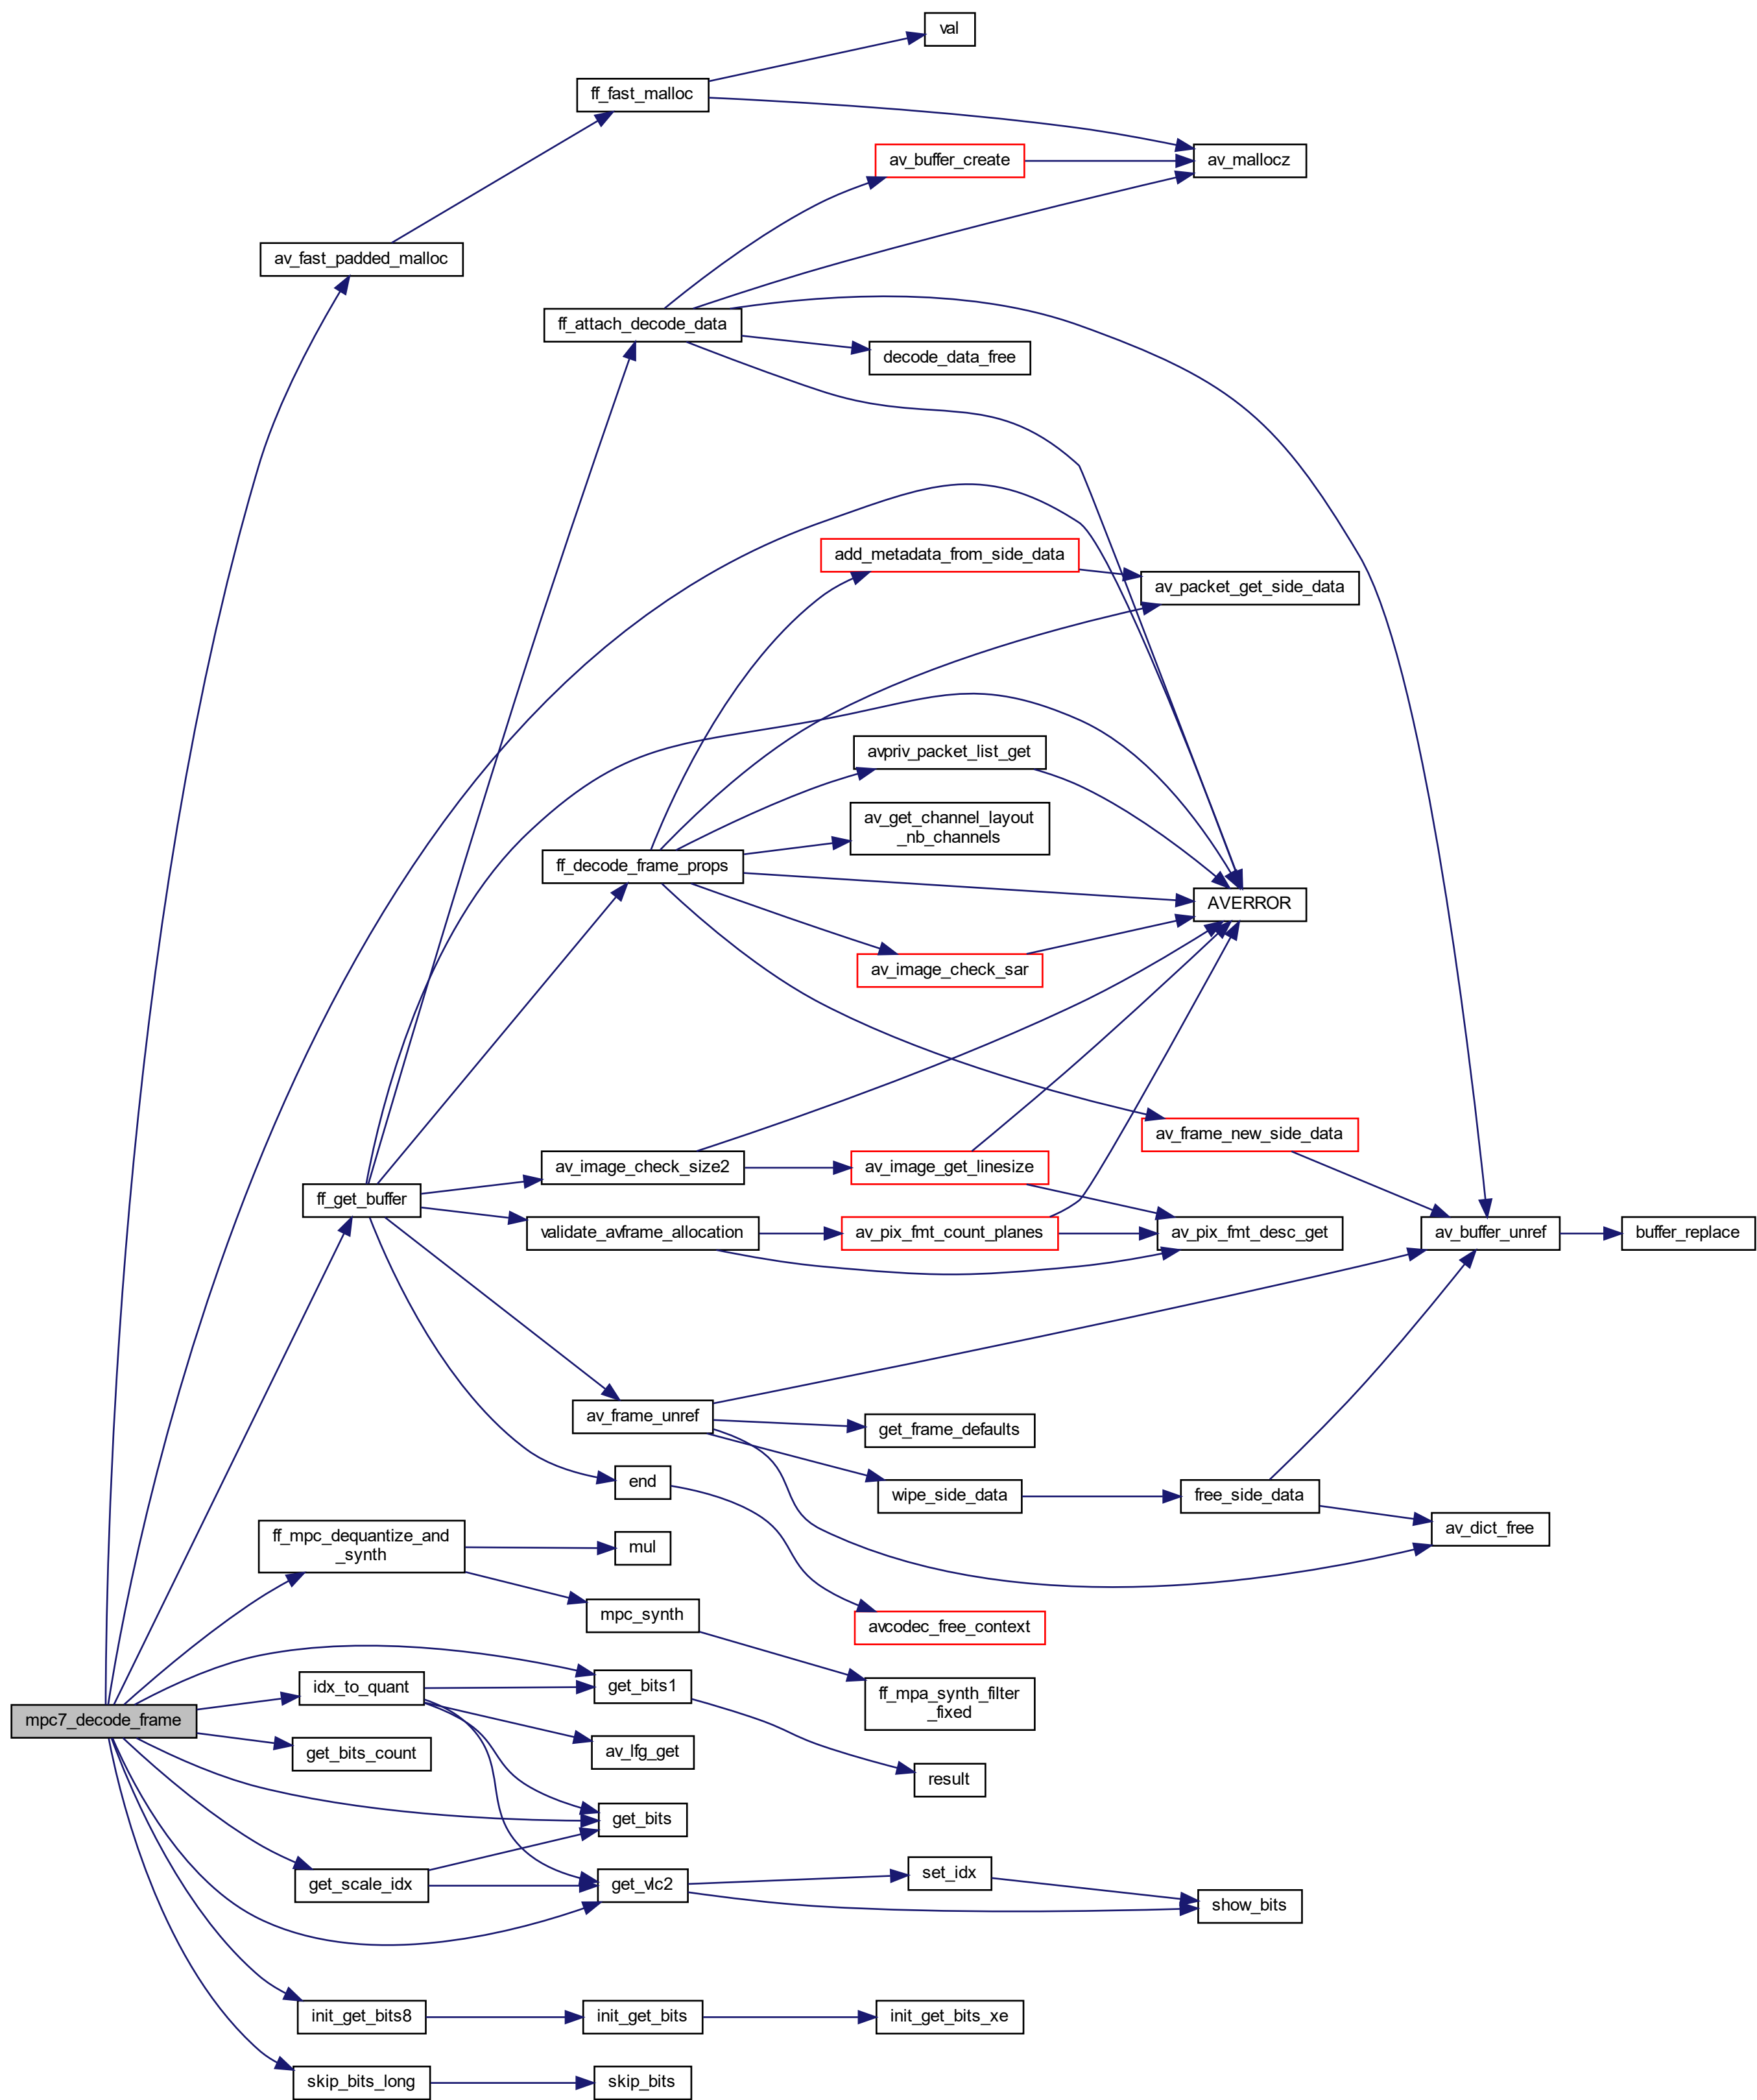 val
ff_fast_malloc
av_buffer_create
av_mallocz
av_fast_padded_malloc
ff_attach_decode_data
decode_data_free
add_metadata_from_side_data
av_packet_get_side_data
avpriv_packet_list_get
av_get_channel_layout
_nb_channels
ff_decode_frame_props
AVERROR
av_image_check_sar
av_frame_new_side_data
av_image_check_size2
av_image_get_linesize
ff_get_buffer
validate_avframe_allocation
av_pix_fmt_count_planes
av_pix_fmt_desc_get
av_buffer_unref
buffer_replace
av_frame_unref
get_frame_defaults
end
wipe_side_data
free_side_data
av_dict_free
ff_mpc_dequantize_and
_synth
mul
mpc_synth
avcodec_free_context
idx_to_quant
get_bits1
ff_mpa_synth_filter
_fixed
mpc7_decode_frame
get_bits_count
av_lfg_get
result
get_bits
get_scale_idx
get_vlc2
set_idx
show_bits
init_get_bits8
init_get_bits
init_get_bits_xe
skip_bits_long
skip_bits